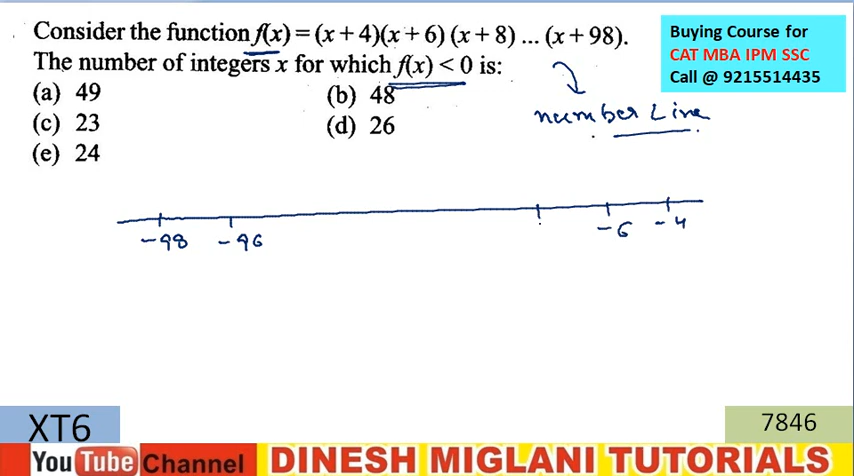 Consider the function f(x) = (x + 4)(x + 6) (x + 8) ... (x + 98).
The number of integers x for which f(x) < 0 is:
(a) 49
(b) 48
(c) 23
(d) 26
(e) 24
Buying Course for
CAT MBA IPM SSC
Call @ 9215514435
number Line
-98 -96 -6 -4
XT6
7846
YouTube Channel DINESH MIGLANI TUTORIALS